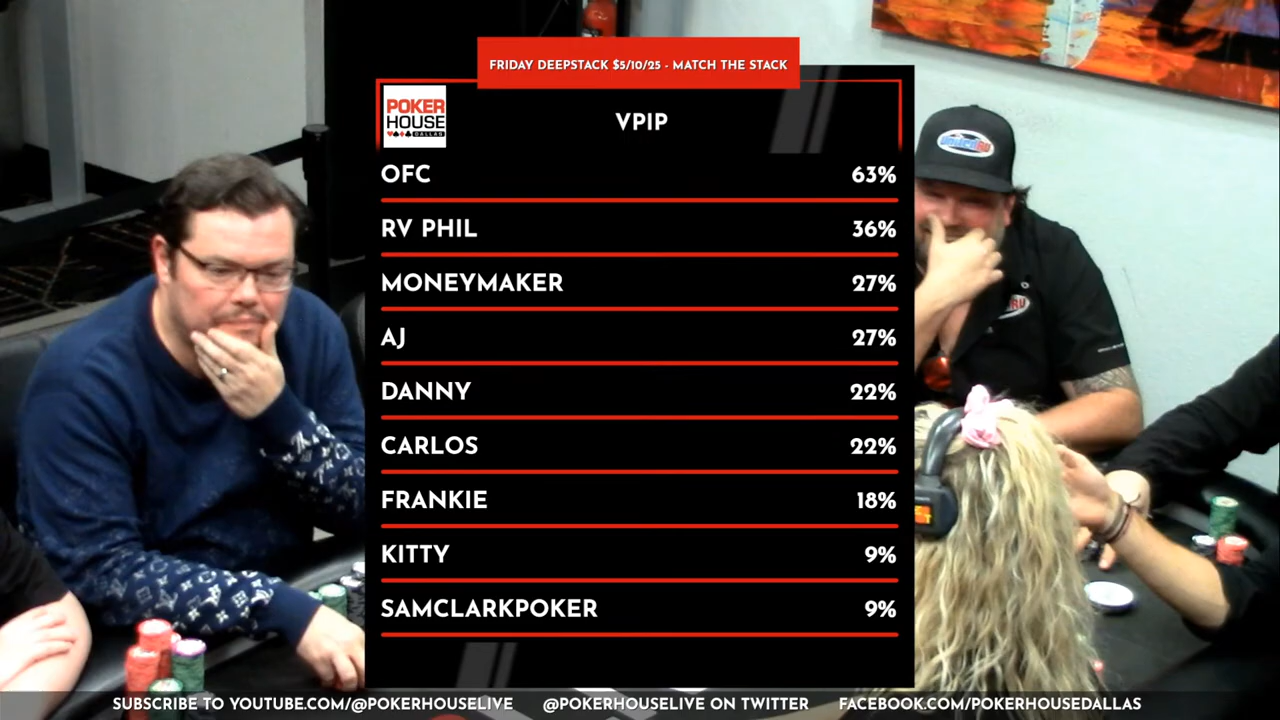 FRIDAY DEEPSTACK $5/10/25 - MATCH THE STACK
POKER
HOUSE
DALLAS
VPIP
OFC 63%
RV PHIL 36%
MONEYMAKER 27%
AJ 27%
DANNY 22%
CARLOS 22%
FRANKIE 18%
KITTY 9%
SAMCLARKPOKER 9%
SUBSCRIBE TO YOUTUBE.COM/@POKERHOUSELIVE @POKERHOUSELIVE ON TWITTER FACEBOOK.COM/POKERHOUSEDALLAS